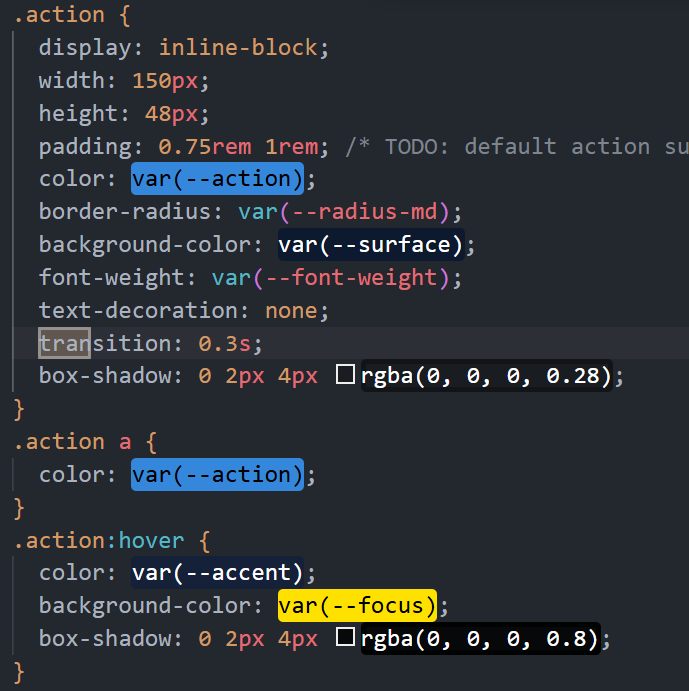 .action {
display: inline-block;
width: 150px;
height: 48px;
padding: 0.75rem 1rem; /* TODO: default action su
color: var(--action);
border-radius: var(--radius-md);
background-color: var(--surface);
font-weight: var(--font-weight);
text-decoration: none;
transition: 0.3s;
box-shadow: 0 2px 4px rgba(0, 0, 0, 0.28);
}
.action a {
color: var(--action);
}
.action:hover {
color: var(--accent);
background-color: var(--focus);
box-shadow: 0 2px 4px rgba(0, 0, 0, 0.8);
}